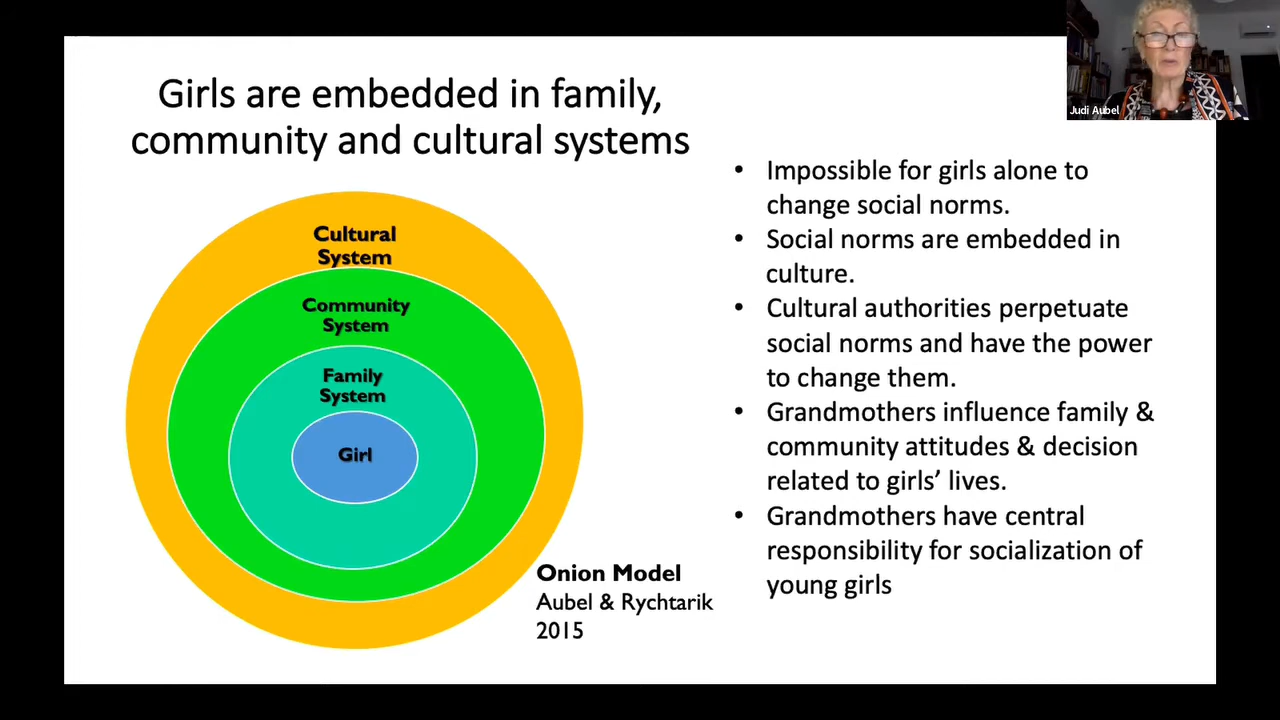 Judi Aubel
Girls are embedded in family,
community and cultural systems
Cultural
System
Community
System
Family
System
Girl
Onion Model
Aubel & Rychtarik
2015
• Impossible for girls alone to
change social norms.
• Social norms are embedded in
culture.
• Cultural authorities perpetuate
social norms and have the power
to change them.
• Grandmothers influence family &
community attitudes & decision
related to girls’ lives.
• Grandmothers have central
responsibility for socialization of
young girls